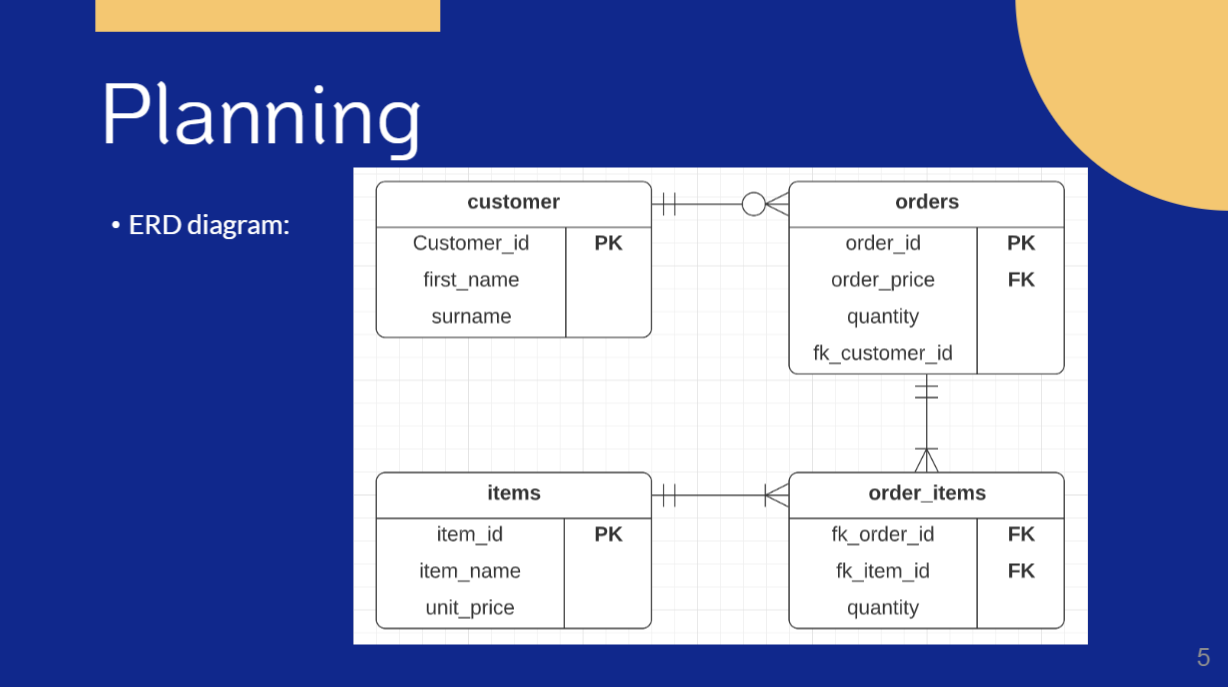 Planning
• ERD diagram:
customer
Customer_id PK
first_name
surname
orders
order_id PK
order_price FK
quantity
fk_customer_id
items
item_id PK
item_name
unit_price
order_items
fk_order_id FK
fk_item_id FK
quantity
5